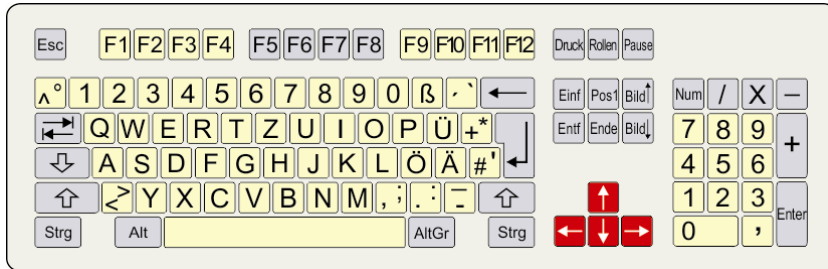 Esc F1 F2 F3 F4 F5 F6 F7 F8 F9 F10 F11 F12 Druck Rollen Pause
^ ° 1 2 3 4 5 6 7 8 9 0 ß ´ ` ← Einf Pos1 Bild↑ Num / X –
Q W E R T Z U I O P Ü + * Entf Ende Bild↓ 7 8 9 +
A S D F G H J K L Ö Ä # ' 4 5 6
< > Y X C V B N M , ; . : - _ ↑ 1 2 3 Enter
Strg Alt AltGr Strg ← ↓ → 0 ,